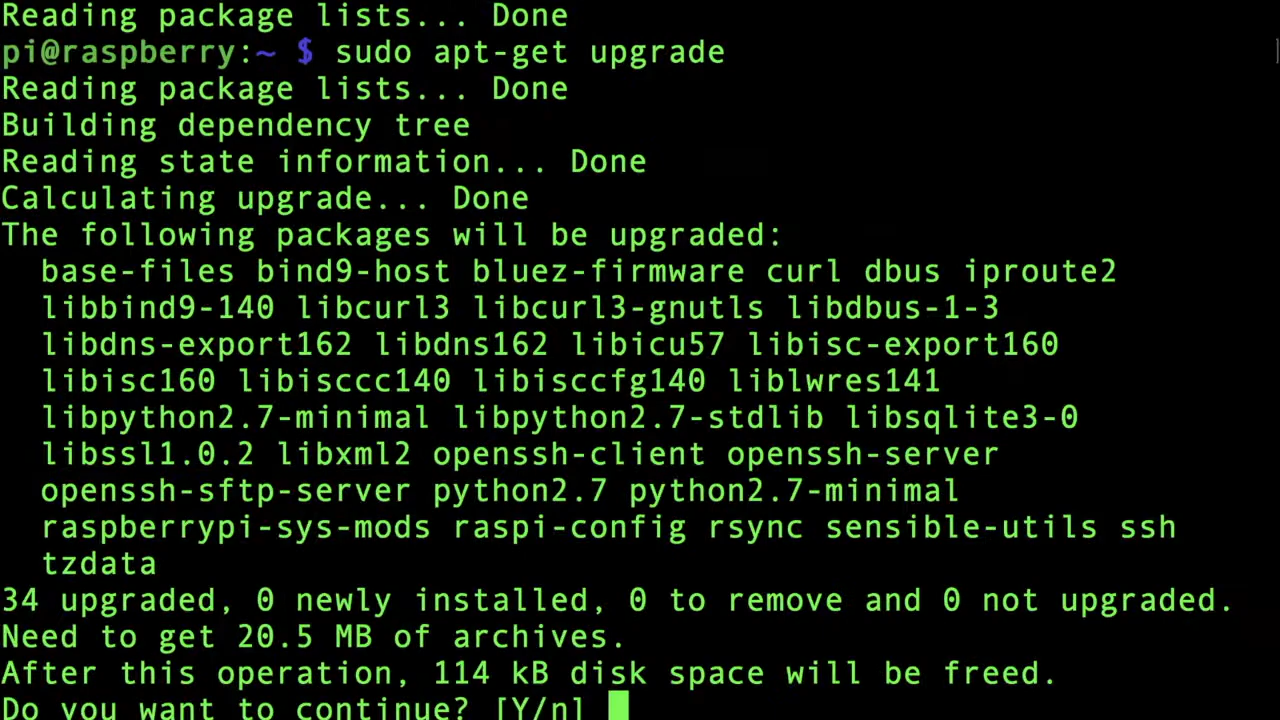 Reading package lists... Done
pi@raspberry:~ $ sudo apt-get upgrade
Reading package lists... Done
Building dependency tree
Reading state information... Done
Calculating upgrade... Done
The following packages will be upgraded:
  base-files bind9-host bluez-firmware curl dbus iproute2
  libbind9-140 libcurl3 libcurl3-gnutls libdbus-1-3
  libdns-export162 libdns162 libicu57 libisc-export160
  libisc160 libisccc140 libisccfg140 liblwres141
  libpython2.7-minimal libpython2.7-stdlib libsqlite3-0
  libssl1.0.2 libxml2 openssh-client openssh-server
  openssh-sftp-server python2.7 python2.7-minimal
  raspberrypi-sys-mods raspi-config rsync sensible-utils ssh
  tzdata
34 upgraded, 0 newly installed, 0 to remove and 0 not upgraded.
Need to get 20.5 MB of archives.
After this operation, 114 kB disk space will be freed.
Do you want to continue? [Y/n]